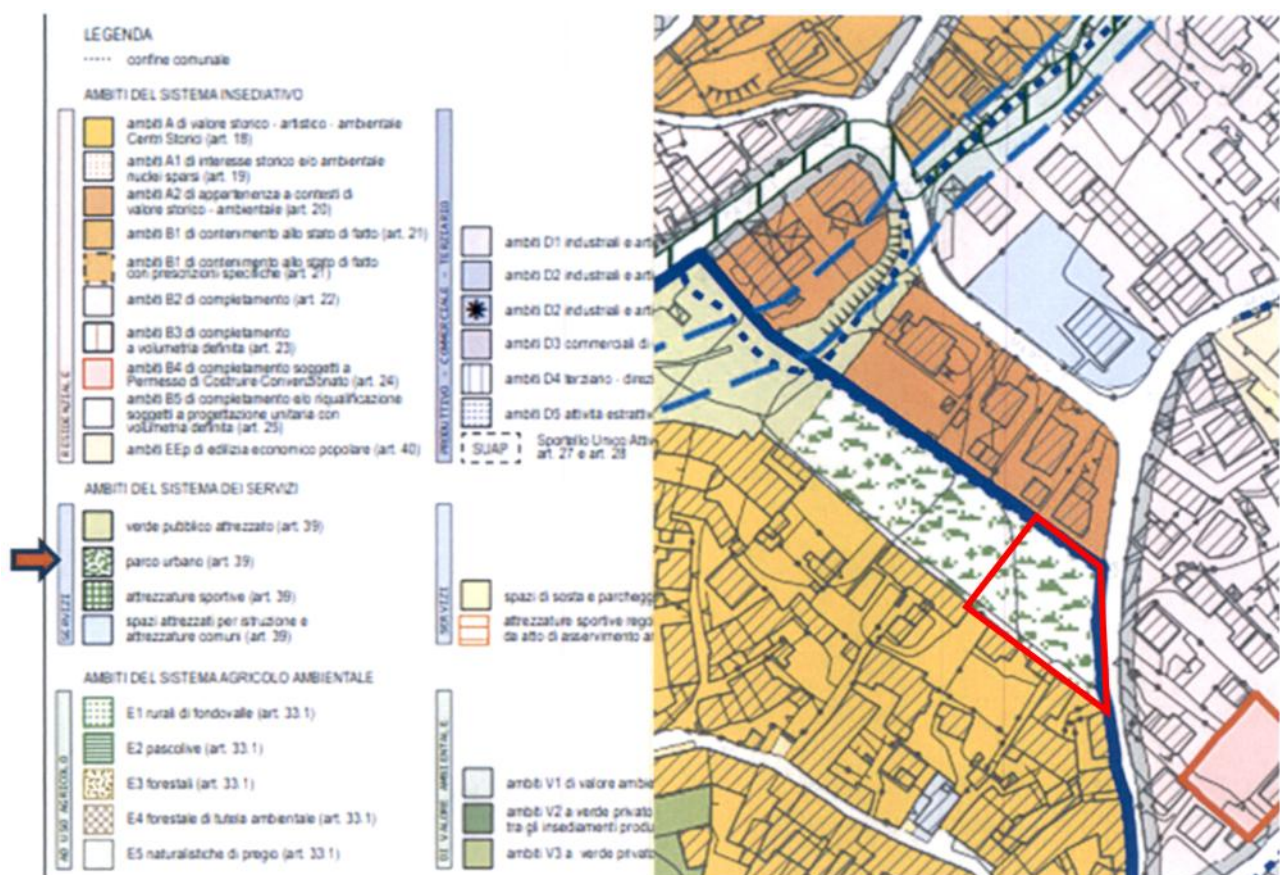 LEGENDA
confine comunale
AMBITI DEL SISTEMA INSEDIATIVO
RESIDENZIALE
ambiti A di valore storico - artistico - ambientale
Centri Storici (art. 18)
ambiti A1 di interesse storico e/o ambientale
nuclei sparsi (art. 19)
ambiti A2 di appartenenza a contesti di
valore storico - ambientale (art. 20)
ambiti B1 di contenimento allo stato di fatto (art. 21)
ambiti B1 di contenimento allo stato di fatto
con prescrizioni specifiche (art. 21)
ambiti B2 di completamento (art. 22)
ambiti B3 di completamento
a volumetria definita (art. 23)
ambiti B4 di completamento soggetti a
Permesso di Costruire Convenzionato (art. 24)
ambiti B5 di completamento e/o riqualificazione
soggetti a progettazione unitaria con
volumetria definita (art. 25)
ambiti EEp di edilizia economico popolare (art. 40)
PRODUTTIVO - COMMERCIALE - TERZIARIO
ambiti D1 industriali e art
ambiti D2 industriali e arti
ambiti D2 industriali e arti
ambiti D3 commerciali di
ambiti D4 terziario - direz
ambiti D5 attività estrattiv
SUAP
Sportello Unico Attiv
art. 27 e art. 28
AMBITI DEL SISTEMA DEI SERVIZI
SERVIZI
verde pubblico attrezzato (art. 39)
parco urbano (art. 39)
attrezzature sportive (art. 39)
spazi attrezzati per istruzione e
attrezzature comuni (art. 39)
SERVIZI
spazi di sosta e parchegg
attrezzature sportive rego
da atto di asservimento ar
AMBITI DEL SISTEMA AGRICOLO AMBIENTALE
AD USO AGRICOLO
E1 rurali di fondovalle (art. 33.1)
E2 pascolive (art. 33.1)
E3 forestali (art. 33.1)
E4 forestale di tutela ambientale (art. 33.1)
E5 naturalistiche di pregio (art. 33.1)
DI VALORE AMBIENTALE
ambiti V1 di valore ambie
ambiti V2 a verde privato
tra gli insediamenti produ
ambiti V3 a verde privato